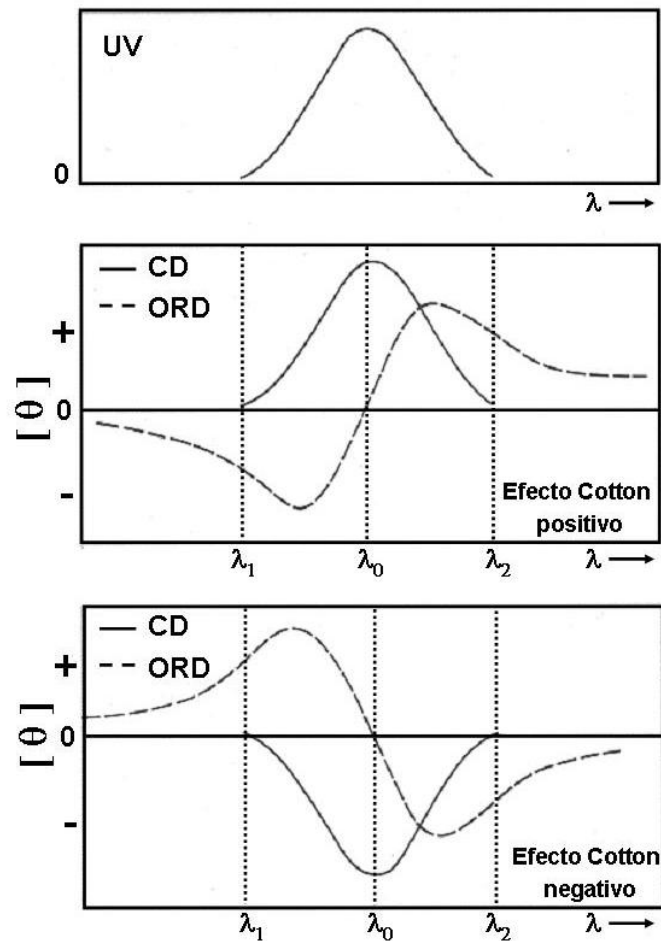 UV
0
λ →
CD
ORD
+
0
-
[ θ ]
Efecto Cotton
positivo
λ₁ λ₀ λ₂ λ →
CD
ORD
+
0
-
[ θ ]
Efecto Cotton
negativo
λ₁ λ₀ λ₂ λ →